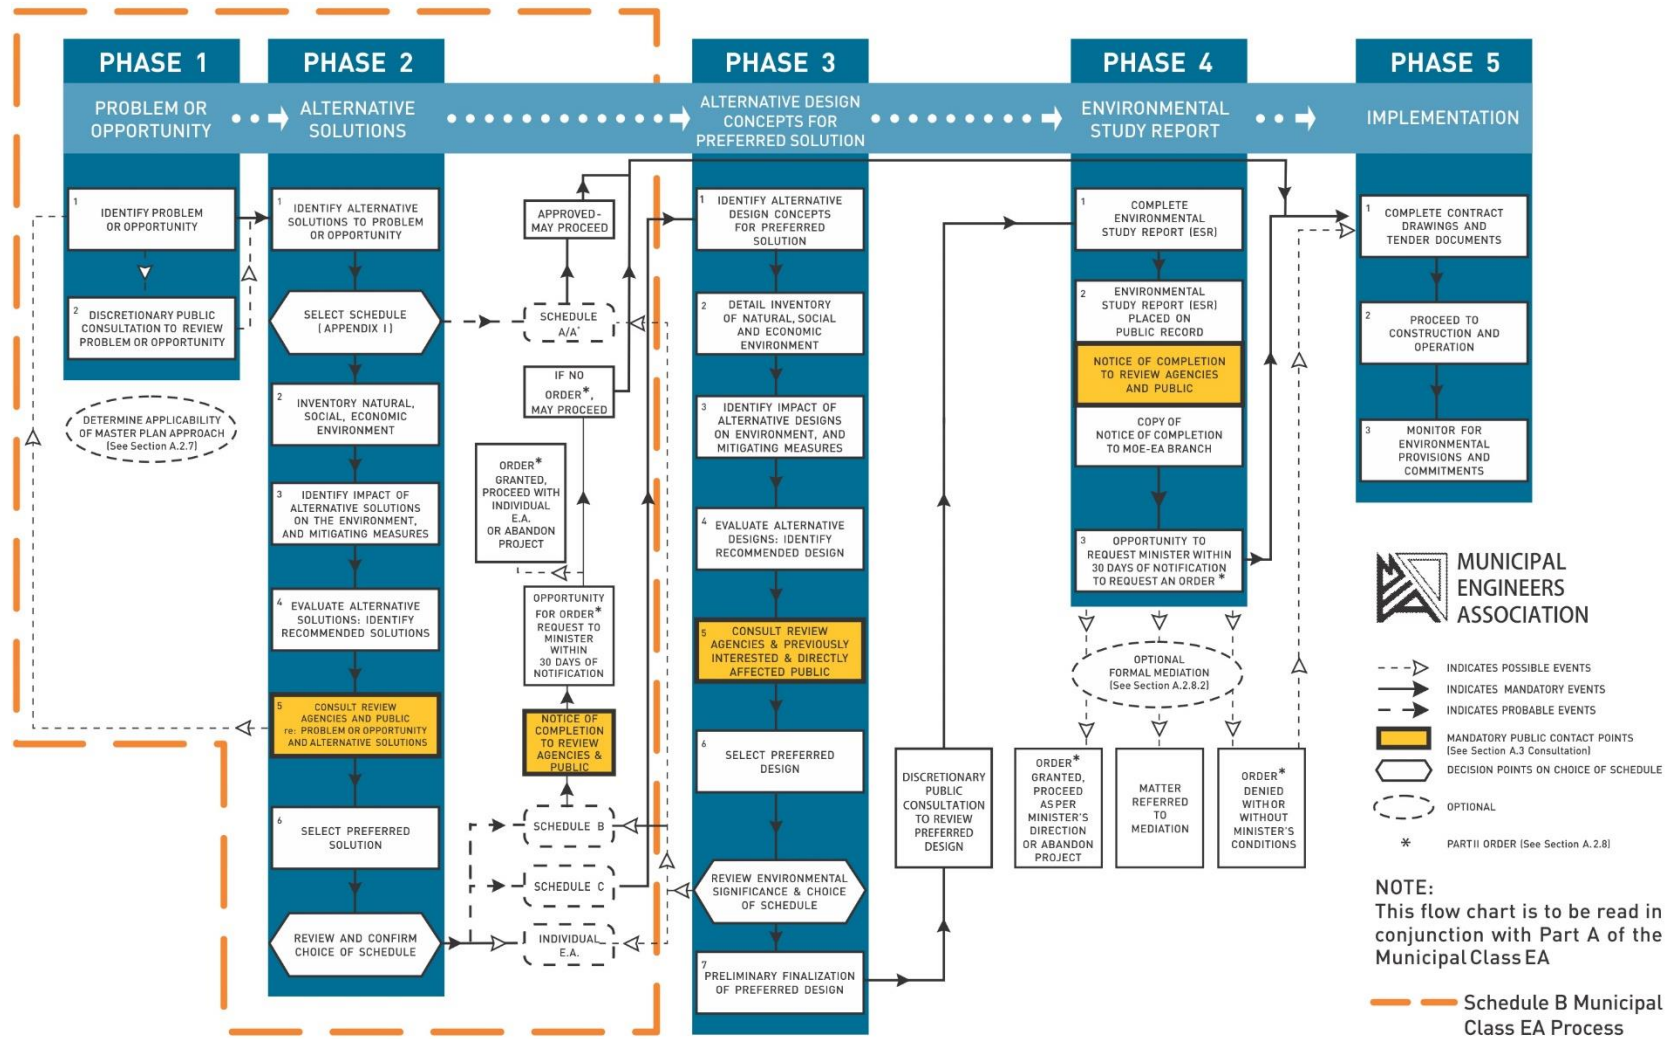 PHASE 1
PROBLEM OR
OPPORTUNITY
1
IDENTIFY PROBLEM
OR OPPORTUNITY
2
DISCRETIONARY PUBLIC
CONSULTATION TO REVIEW
PROBLEM OR OPPORTUNITY
DETERMINE APPLICABILITY
OF MASTER PLAN APPROACH
(See Section A.2.7)
PHASE 2
ALTERNATIVE
SOLUTIONS
1
IDENTIFY ALTERNATIVE
SOLUTIONS TO PROBLEM
OR OPPORTUNITY
SELECT SCHEDULE
(APPENDIX I)
2
INVENTORY NATURAL,
SOCIAL, ECONOMIC
ENVIRONMENT
3
IDENTIFY IMPACT OF
ALTERNATIVE SOLUTIONS
ON THE ENVIRONMENT,
AND MITIGATING MEASURES
4
EVALUATE ALTERNATIVE
SOLUTIONS: IDENTIFY
RECOMMENDED SOLUTIONS
5
CONSULT REVIEW
AGENCIES AND PUBLIC
re: PROBLEM OR OPPORTUNITY
AND ALTERNATIVE SOLUTIONS
6
SELECT PREFERRED
SOLUTION
REVIEW AND CONFIRM
CHOICE OF SCHEDULE
APPROVED-
MAY PROCEED
SCHEDULE
A/A+
IF NO
ORDER*,
MAY PROCEED
ORDER*
GRANTED,
PROCEED WITH
INDIVIDUAL
E.A.
OR ABANDON
PROJECT
OPPORTUNITY
FOR ORDER*
REQUEST TO
MINISTER
WITHIN
30 DAYS OF
NOTIFICATION
NOTICE OF
COMPLETION
TO REVIEW
AGENCIES &
PUBLIC
SCHEDULE B
SCHEDULE C
INDIVIDUAL
E.A.
PHASE 3
ALTERNATIVE DESIGN
CONCEPTS FOR
PREFERRED SOLUTION
1
IDENTIFY ALTERNATIVE
DESIGN CONCEPTS
FOR PREFERRED
SOLUTION
2
DETAIL INVENTORY
OF NATURAL, SOCIAL
AND ECONOMIC
ENVIRONMENT
3
IDENTIFY IMPACT OF
ALTERNATIVE DESIGNS
ON ENVIRONMENT, AND
MITIGATING MEASURES
4
EVALUATE ALTERNATIVE
DESIGNS: IDENTIFY
RECOMMENDED DESIGN
5
CONSULT REVIEW
AGENCIES & PREVIOUSLY
INTERESTED & DIRECTLY
AFFECTED PUBLIC
6
SELECT PREFERRED
DESIGN
REVIEW ENVIRONMENTAL
SIGNIFICANCE & CHOICE
OF SCHEDULE
7
PRELIMINARY FINALIZATION
OF PREFERRED DESIGN
DISCRETIONARY
PUBLIC
CONSULTATION
TO REVIEW
PREFERRED
DESIGN
PHASE 4
ENVIRONMENTAL
STUDY REPORT
1
COMPLETE
ENVIRONMENTAL
STUDY REPORT (ESR)
2
ENVIRONMENTAL
STUDY REPORT (ESR)
PLACED ON
PUBLIC RECORD
NOTICE OF COMPLETION
TO REVIEW AGENCIES
AND PUBLIC
COPY OF
NOTICE OF COMPLETION
TO MOE-EA BRANCH
3
OPPORTUNITY TO
REQUEST MINISTER WITHIN
30 DAYS OF NOTIFICATION
TO REQUEST AN ORDER*
OPTIONAL
FORMAL MEDIATION
(See Section A.2.8.2)
ORDER*
GRANTED,
PROCEED
AS PER
MINISTER'S
DIRECTION
OR ABANDON
PROJECT
MATTER
REFERRED
TO
MEDIATION
ORDER*
DENIED
WITH OR
WITHOUT
MINISTER'S
CONDITIONS
PHASE 5
IMPLEMENTATION
1
COMPLETE CONTRACT
DRAWINGS AND
TENDER DOCUMENTS
2
PROCEED TO
CONSTRUCTION AND
OPERATION
3
MONITOR FOR
ENVIRONMENTAL
PROVISIONS AND
COMMITMENTS
MUNICIPAL
ENGINEERS
ASSOCIATION
INDICATES POSSIBLE EVENTS
INDICATES MANDATORY EVENTS
INDICATES PROBABLE EVENTS
MANDATORY PUBLIC CONTACT POINTS
(See Section A.3 Consultation)
DECISION POINTS ON CHOICE OF SCHEDULE
OPTIONAL
* PART II ORDER (See Section A.2.8)
NOTE:
This flow chart is to be read in
conjunction with Part A of the
Municipal Class EA
Schedule B Municipal
Class EA Process